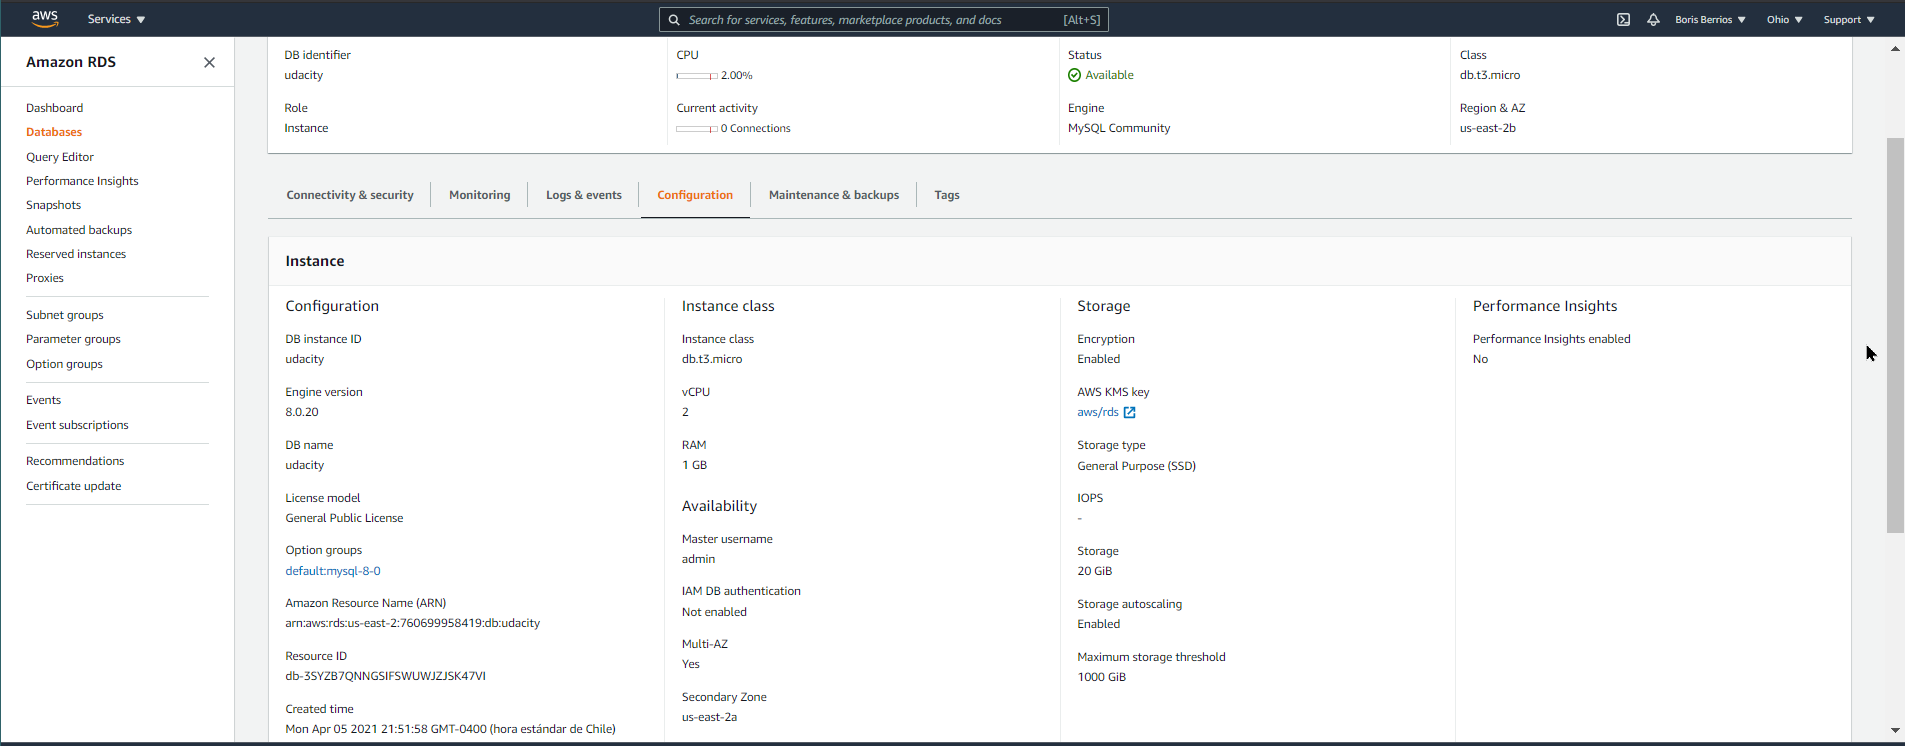 aws
Services
Search for services, features, marketplace products, and docs
[Alt+S]
Boris Berrios
Ohio
Support
Amazon RDS
Dashboard
Databases
Query Editor
Performance Insights
Snapshots
Automated backups
Reserved instances
Proxies
Subnet groups
Parameter groups
Option groups
Events
Event subscriptions
Recommendations
Certificate update
DB identifier
udacity
CPU
2.00%
Status
Available
Class
db.t3.micro
Role
Instance
Current activity
0 Connections
Engine
MySQL Community
Region & AZ
us-east-2b
Connectivity & security
Monitoring
Logs & events
Configuration
Maintenance & backups
Tags
Instance
Configuration
DB instance ID
udacity
Engine version
8.0.20
DB name
udacity
License model
General Public License
Option groups
default:mysql-8-0
Amazon Resource Name (ARN)
arn:aws:rds:us-east-2:760699958419:db:udacity
Resource ID
db-3SYZB7QNNGSIFSWUWJZJSK47VI
Created time
Mon Apr 05 2021 21:51:58 GMT-0400 (hora estándar de Chile)
Instance class
Instance class
db.t3.micro
vCPU
2
RAM
1 GB
Availability
Master username
admin
IAM DB authentication
Not enabled
Multi-AZ
Yes
Secondary Zone
us-east-2a
Storage
Encryption
Enabled
AWS KMS key
aws/rds
Storage type
General Purpose (SSD)
IOPS
-
Storage
20 GiB
Storage autoscaling
Enabled
Maximum storage threshold
1000 GiB
Performance Insights
Performance Insights enabled
No